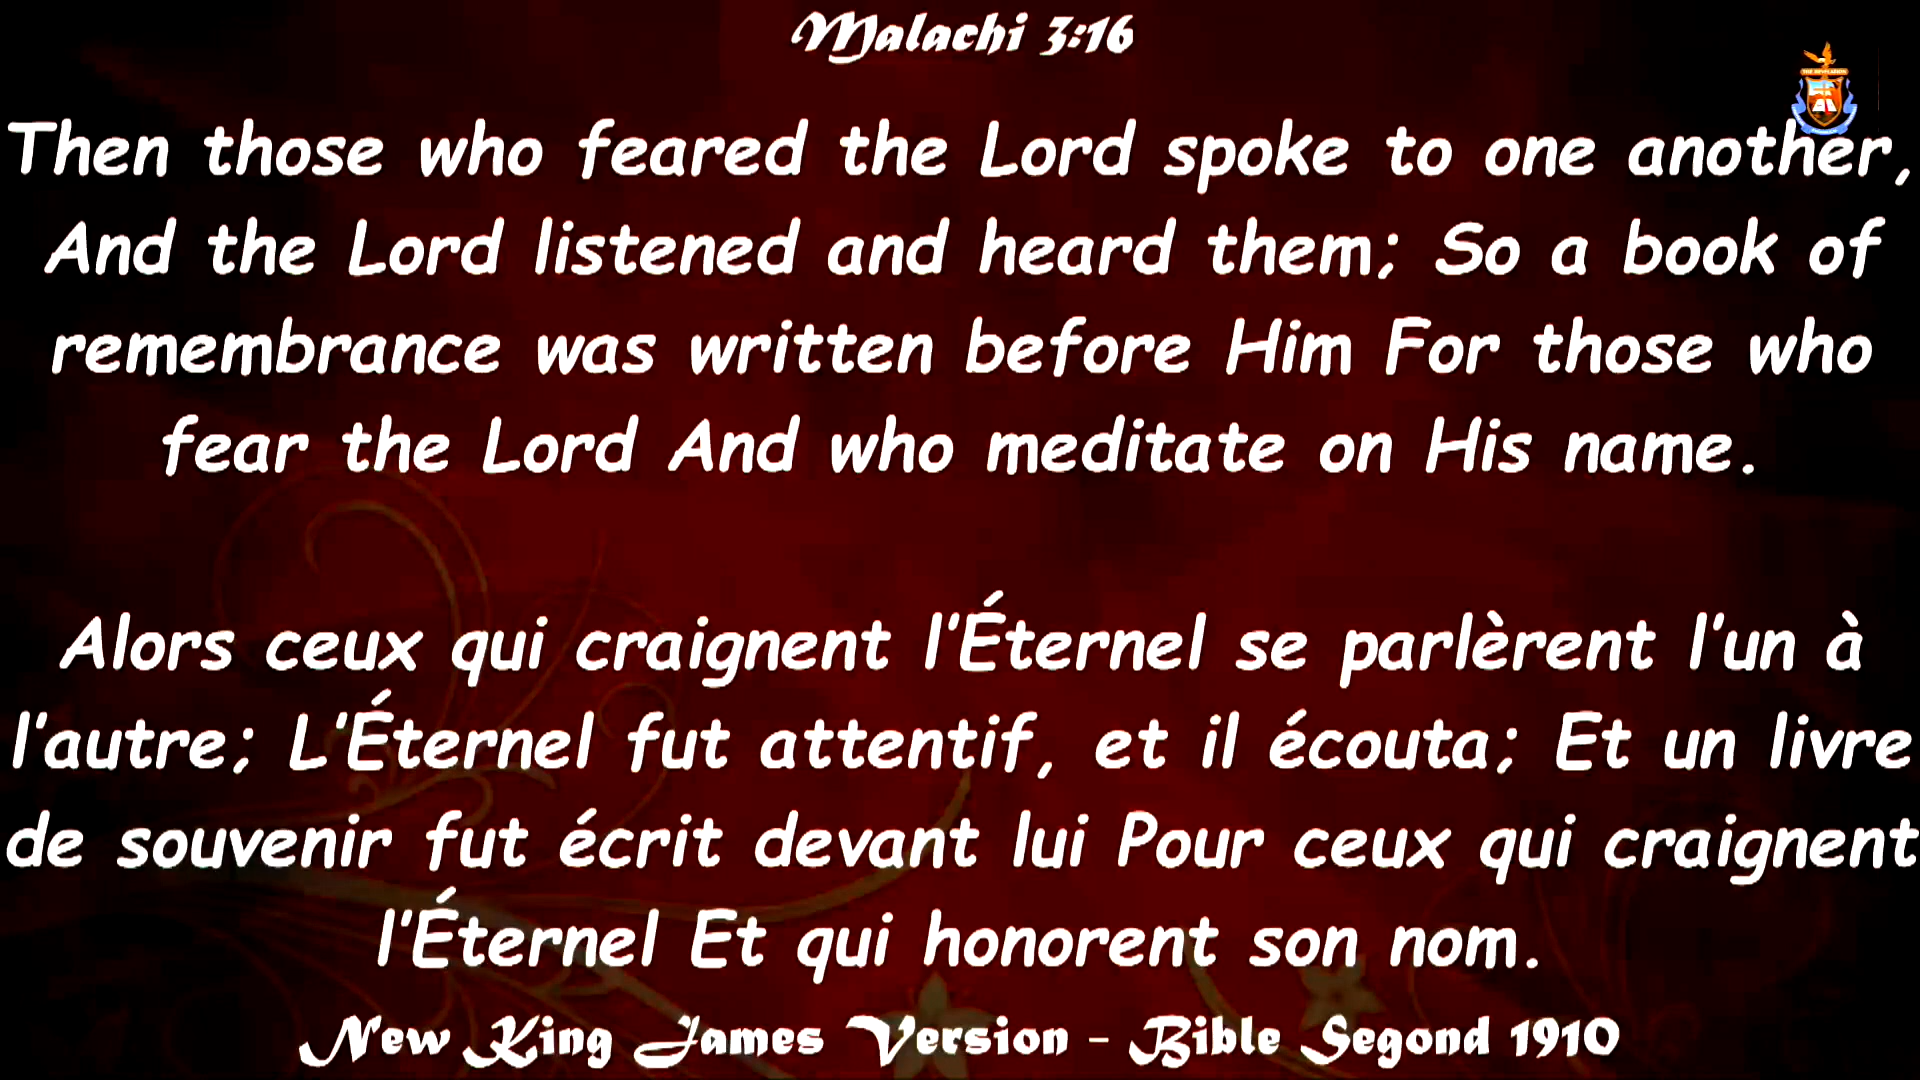 Malachi 3:16
Then those who feared the Lord spoke to one another,
And the Lord listened and heard them; So a book of
remembrance was written before Him For those who
fear the Lord And who meditate on His name.
Alors ceux qui craignent l'Éternel se parlèrent l'un à
l'autre; L'Éternel fut attentif, et il écouta; Et un livre
de souvenir fut écrit devant lui Pour ceux qui craignent
l'Éternel Et qui honorent son nom.
New King James Version - Bible Segond 1910